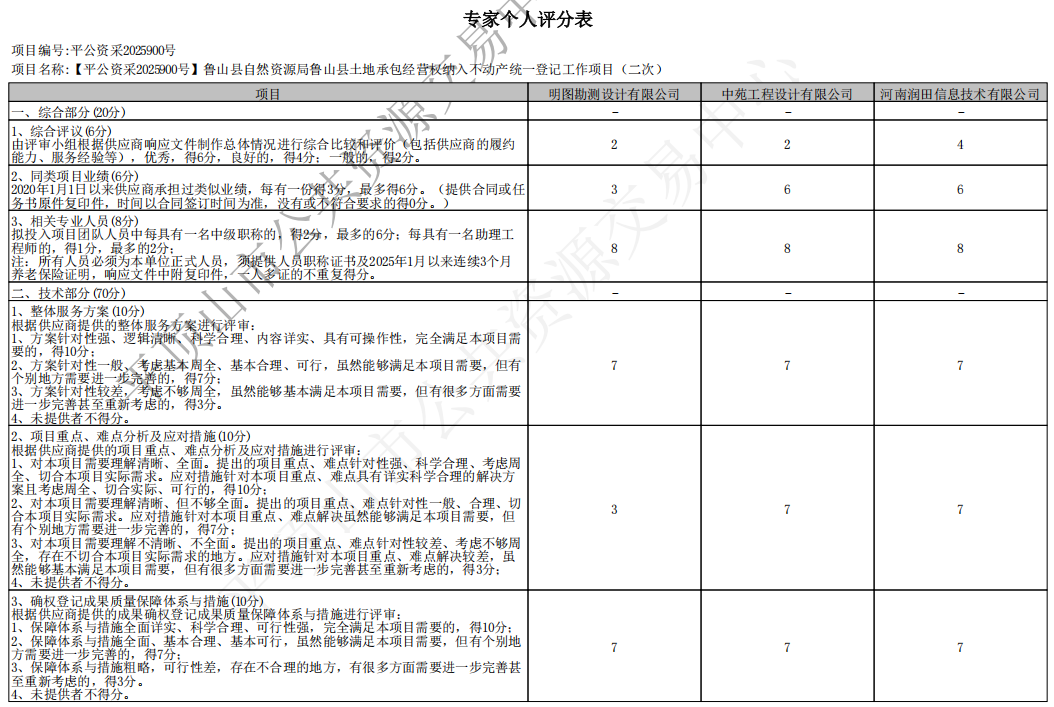 专家个人评分表
项目编号:平公资采2025900号
项目名称:【平公资采2025900号】鲁山县自然资源局鲁山县土地承包经营权纳入不动产统一登记工作项目（二次）
项目 明图勘测设计有限公司 中苑工程设计有限公司 河南润田信息技术有限公司
一、综合部分(20分) - - -
1、综合评议(6分)
由评审小组根据供应商响应文件制作总体情况进行综合比较和评价（包括供应商的履约
能力、服务经验等），优秀，得6分，良好的，得4分；一般的，得2分。
2 2 4
2、同类项目业绩(6分)
2020年1月1日以来供应商承担过类似业绩，每有一份得3分，最多得6分。（提供合同或任
务书原件复印件，时间以合同签订时间为准，没有或不符合要求的得0分。）
3 6 6
3、相关专业人员(8分)
拟投入项目团队人员中每具有一名中级职称的，得2分，最多的6分；每具有一名助理工
程师的，得1分，最多的2分；
注：所有人员必须为本单位正式人员，须提供人员职称证书及2025年1月以来连续3个月
养老保险证明，响应文件中附复印件，一人多证的不重复得分。
8 8 8
二、技术部分(70分) - - -
1、整体服务方案(10分)
根据供应商提供的整体服务方案进行评审：
1、方案针对性强、逻辑清晰、科学合理、内容详实、具有可操作性，完全满足本项目需
要的，得10分；
2、方案针对性一般、考虑基本周全、基本合理、可行，虽然能够满足本项目需要，但有
个别地方需要进一步完善的，得7分；
3、方案针对性较差，考虑不够周全，虽然能够基本满足本项目需要，但有很多方面需要
进一步完善甚至重新考虑的，得3分。
4、未提供者不得分。
7 7 7
2、项目重点、难点分析及应对措施(10分)
根据供应商提供的项目重点、难点分析及应对措施进行评审：
1、对本项目需要理解清晰、全面。提出的项目重点、难点针对性强、科学合理、考虑周
全、切合本项目实际需求。应对措施针对本项目重点、难点具有详实科学合理的解决方
案且考虑周全、切合实际、可行的，得10分；
2、对本项目需要理解清晰、但不够全面。提出的项目重点、难点针对性一般、合理、切
合本项目实际需求。应对措施针对本项目重点、难点解决虽然能够满足本项目需要，但
有个别地方需要进一步完善的，得7分；
3、对本项目需要理解不清晰、不全面。提出的项目重点、难点针对性较差、考虑不够周
全，存在不切合本项目实际需求的地方。应对措施针对本项目重点、难点解决较差，虽
然能够基本满足本项目需要，但有很多方面需要进一步完善甚至重新考虑的，得3分；
4、未提供者不得分。
3 7 7
3、确权登记成果质量保障体系与措施(10分)
根据供应商提供的成果确权登记成果质量保障体系与措施进行评审：
1、保障体系与措施全面详实、科学合理、可行性强，完全满足本项目需要的，得10分；
2、保障体系与措施全面、基本合理、基本可行，虽然能够满足本项目需要，但有个别地
方需要进一步完善的，得7分；
3、保障体系与措施粗略，可行性差，存在不合理的地方，有很多方面需要进一步完善甚
至重新考虑的，得3分。
4、未提供者不得分。
7 7 7
平顶山市公共资源交易中
山市公共资源交易中心